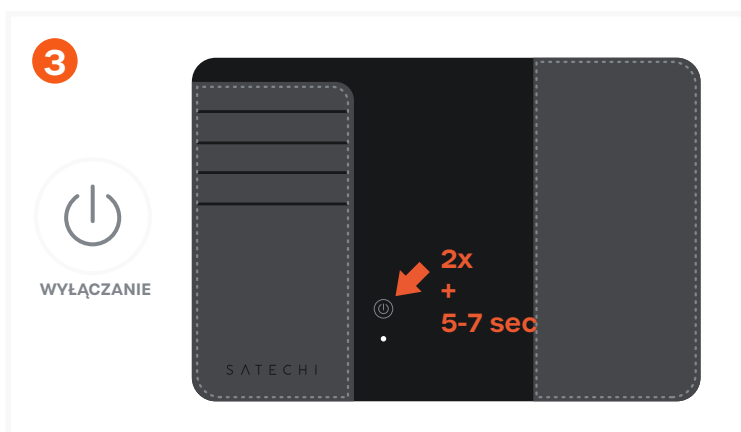 3
WYŁĄCZANIE
2x
+
5-7 sec
SATECHI